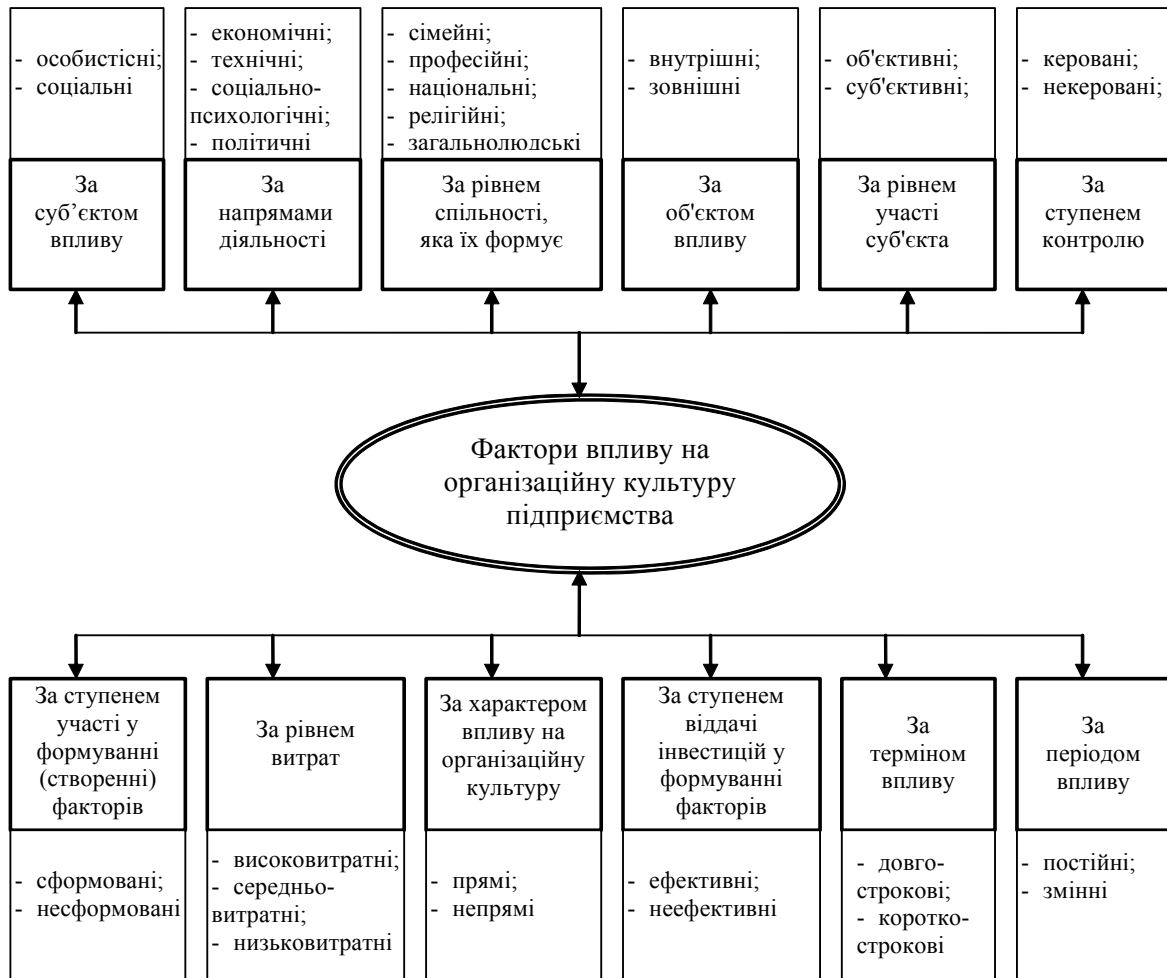 - особистісні;
- соціальні
- економічні;
- технічні;
- соціально-
психологічні;
- політичні
- сімейні;
- професійні;
- національні;
- релігійні;
- загальнолюдські
- внутрішні;
- зовнішні
- об'єктивні;
- суб'єктивні;
- керовані;
- некеровані;
За
суб’єктом
впливу
За
напрямами
діяльності
За рівнем
спільності,
яка їх формує
За
об'єктом
впливу
За рівнем
участі
суб'єкта
За
ступенем
контролю
Фактори впливу на
організаційну культуру
підприємства
За ступенем
участі у
формуванні
(створенні)
факторів
За рівнем
витрат
За характером
впливу на
організаційну
культуру
За ступенем
віддачі
інвестицій у
формуванні
факторів
За
терміном
впливу
За
періодом
впливу
- сформовані;
- несформовані
- високовитратні;
- середньо-
витратні;
- низьковитратні
- прямі;
- непрямі
- ефективні;
- неефективні
- довго-
строкові;
- коротко-
строкові
- постійні;
- змінні